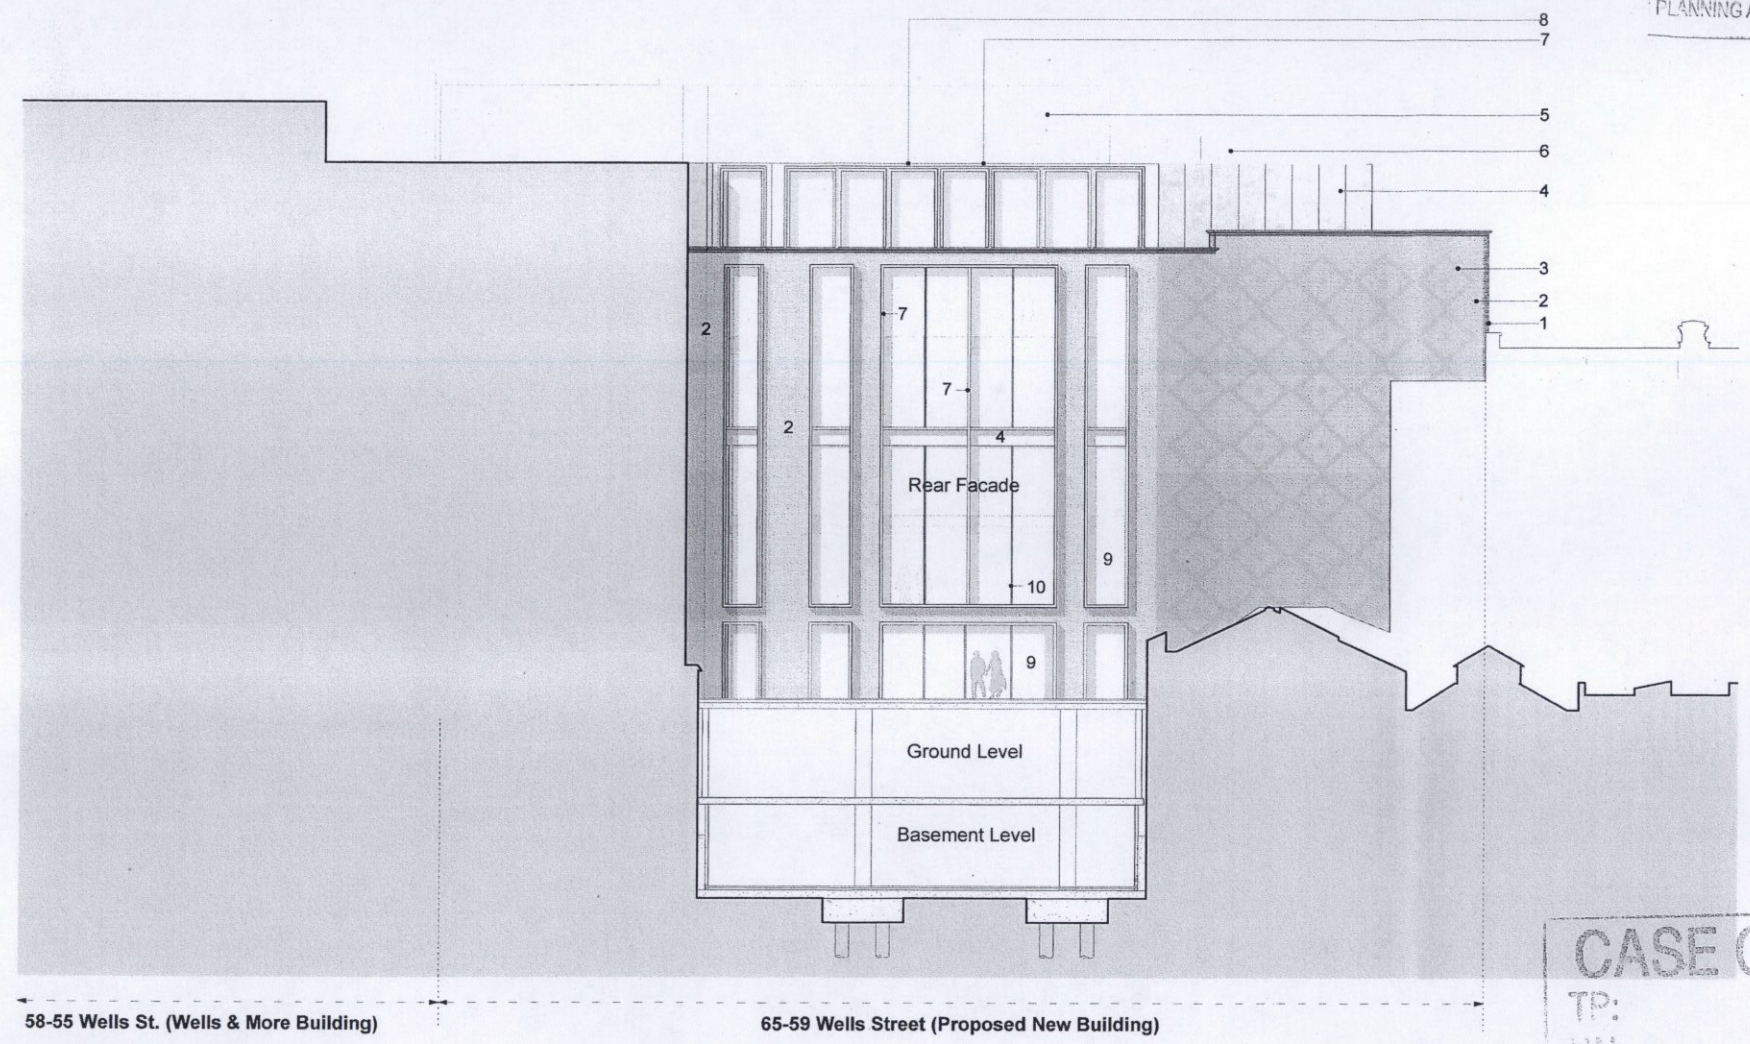 PLANNING
8
7
5
6
4
3
2
1
7
2
7
2
4
Rear Facade
9
10
9
Ground Level
Basement Level
CASE
TP:
58-55 Wells St. (Wells & More Building)
65-59 Wells Street (Proposed New Building)